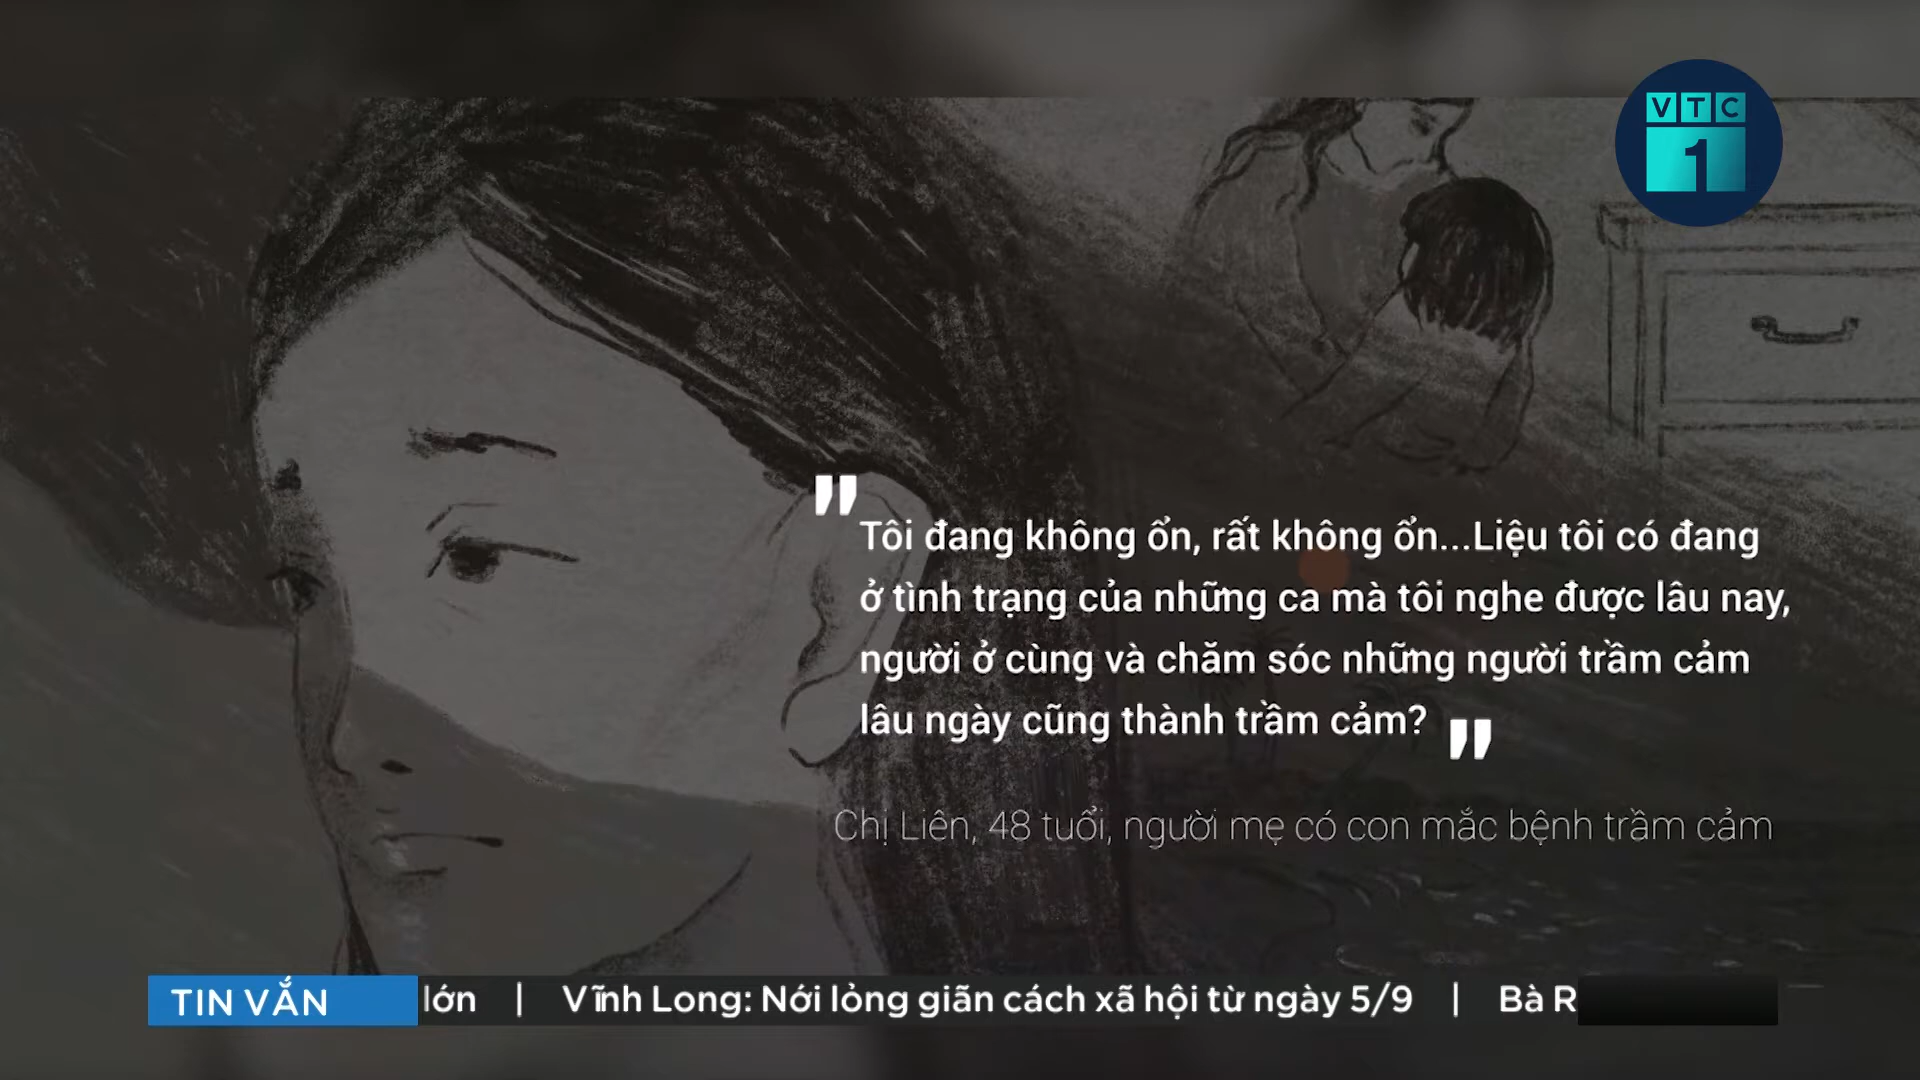 VTC
1
"Tôi đang không ổn, rất không ổn...Liệu tôi có đang
ở tình trạng của những ca mà tôi nghe được lâu nay,
người ở cùng và chăm sóc những người trầm cảm
lâu ngày cũng thành trầm cảm?"
Chị Liên, 48 tuổi, người mẹ có con mắc bệnh trầm cảm
TIN VẮN lớn | Vĩnh Long: Nới lỏng giãn cách xã hội từ ngày 5/9 | Bà R